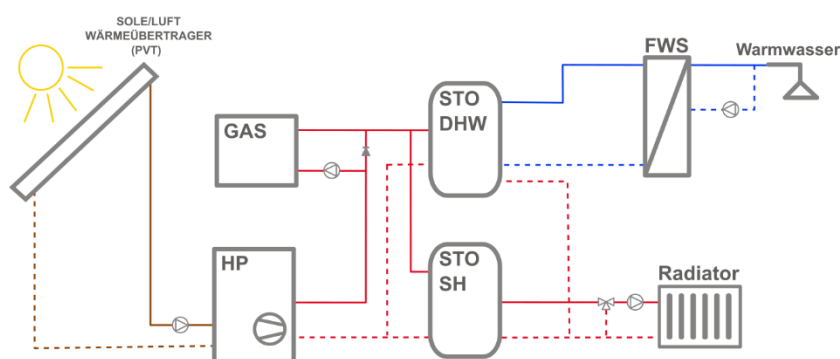 SOLE/LUFT
WÄRMEÜBERTRAGER
(PVT)
FWS
Warmwasser
STO
DHW
GAS
HP
STO
SH
Radiator